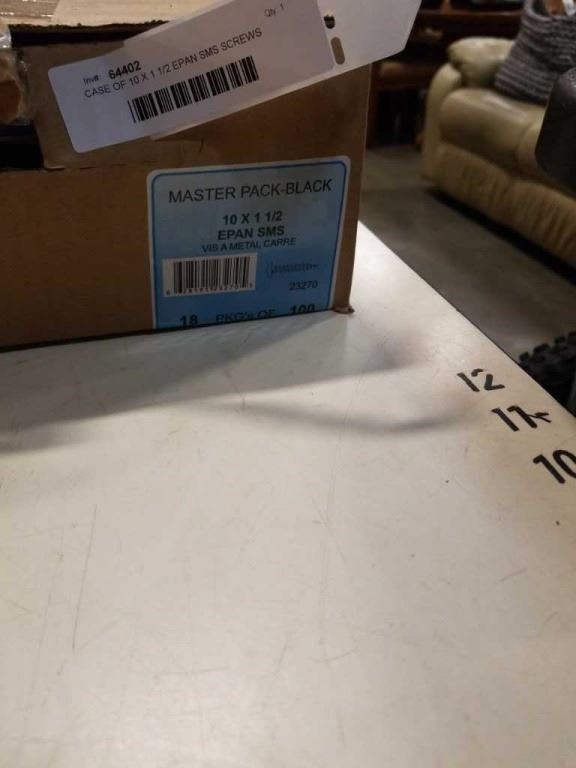 Qty. 1
Inv#: 64402
CASE OF 10 X 1 1/2 EPAN SMS SCREWS
MASTER PACK-BLACK
10 X 1 1/2
EPAN SMS
VIS A METAL CARRE
23270
18 PKG's OF 100
12
11
10